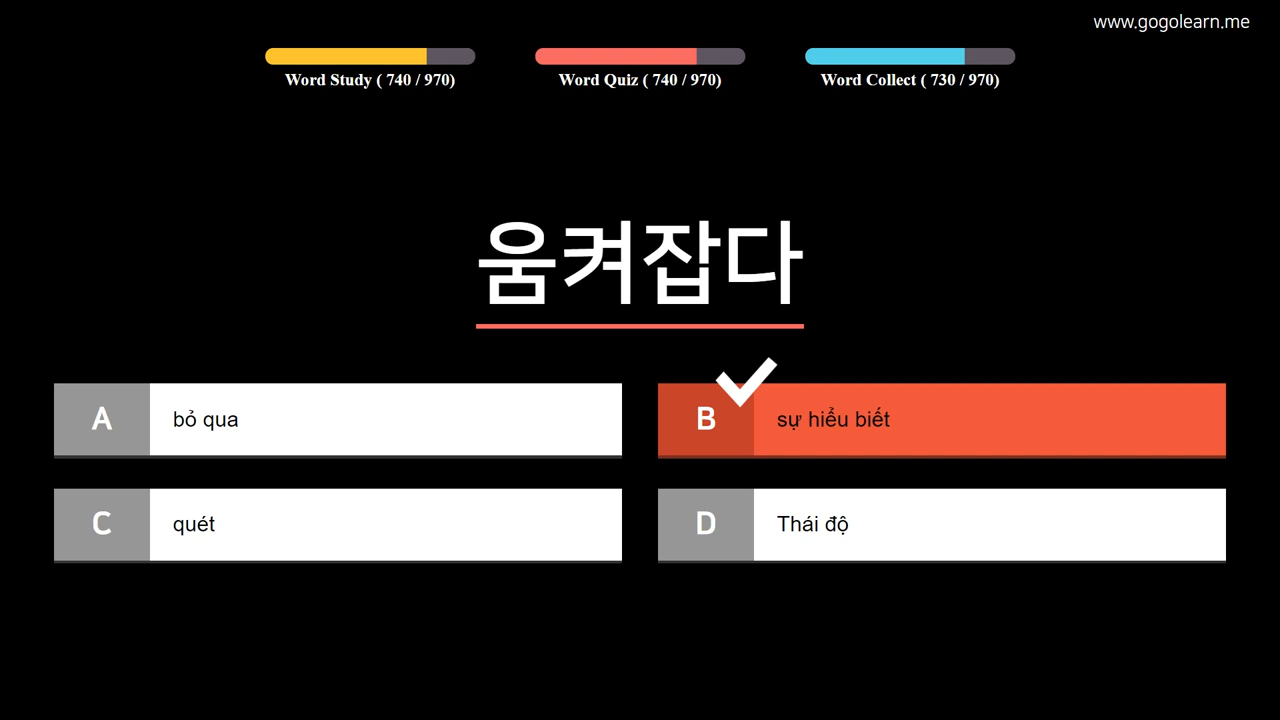 www.gogolearn.me
Word Study ( 740 / 970)
Word Quiz ( 740 / 970)
Word Collect ( 730 / 970)
움켜잡다
A bỏ qua
B sự hiểu biết
C quét
D Thái độ